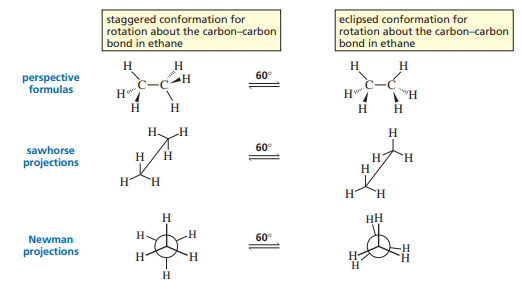 staggered conformation for
rotation about the carbon–carbon
bond in ethane
eclipsed conformation for
rotation about the carbon–carbon
bond in ethane
perspective
formulas
H H
H
C–C
H
H H
60°
H H
C–C
H H
H H
sawhorse
projections
H H
H H
H H
60°
H
H H
H
H H
Newman
projections
H
H H
H H
H
60°
HH
H H
H H